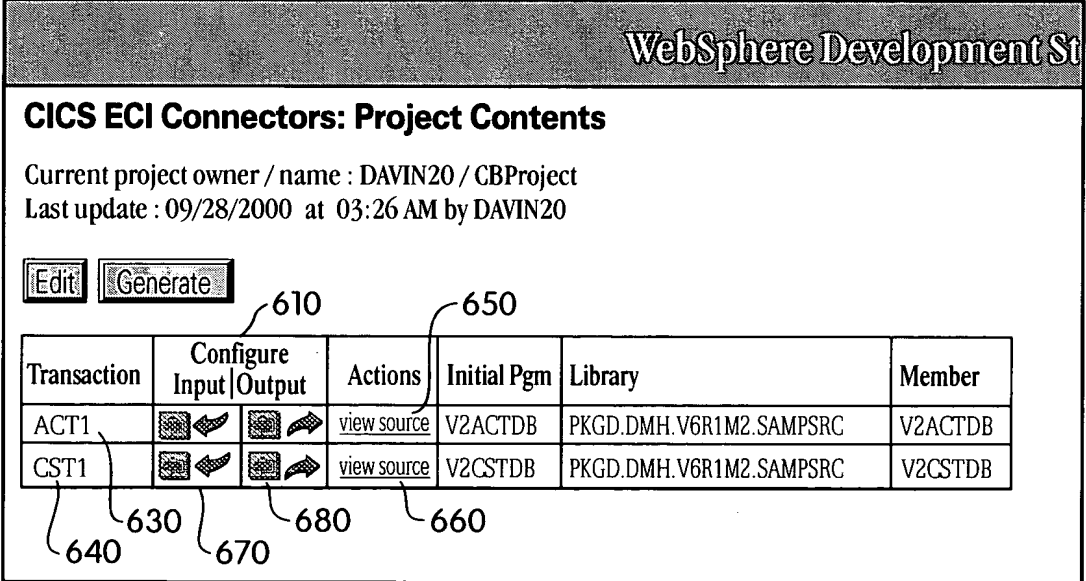 WebSphere Development St
CICS ECI Connectors: Project Contents
Current project owner / name : DAVIN20 / CBProject
Last update : 09/28/2000 at 03:26 AM by DAVIN20
Edit Generate
610 650
Transaction Configure Input | Output Actions Initial Pgm Library Member
ACT1 view source V2ACTDB PKGD.DMH.V6R1M2.SAMPSRC V2ACTDB
CST1 view source V2CSTDB PKGD.DMH.V6R1M2.SAMPSRC V2CSTDB
630 680 660
640 670